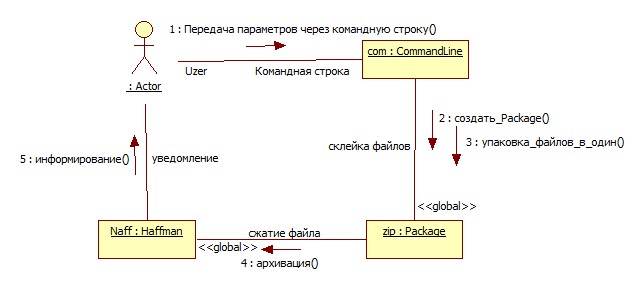 1 : Передача параметров через командную строку()
com : CommandLine
Uzer
Командная строка
: Actor
2 : создать_Package()
3 : упаковка_файлов_в_один()
склейка файлов
5 : информирование()
уведомление
<<global>>
Naff : Haffman
сжатие файла
zip : Package
<<global>>
4 : архивация()